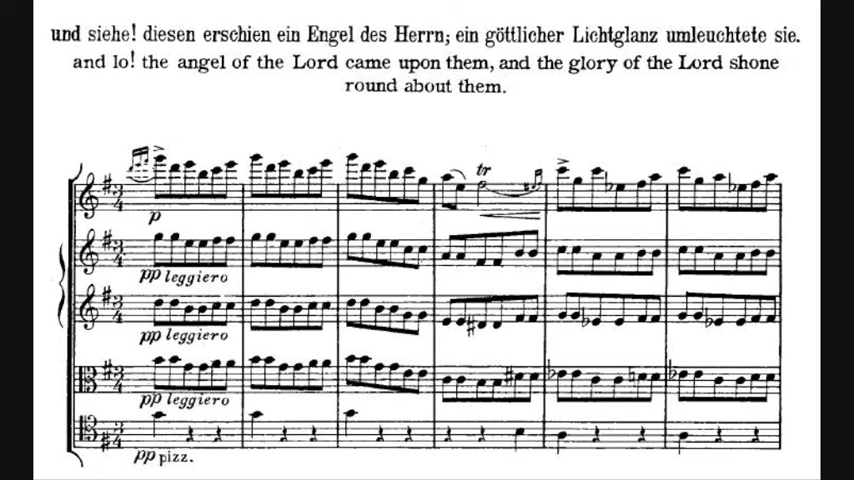 und siehe! diesen erschien ein Engel des Herrn; ein göttlicher Lichtglanz umleuchtete sie.
and lo! the angel of the Lord came upon them, and the glory of the Lord shone
round about them.
tr
p
pp leggiero
pp leggiero
pp leggiero
pp pizz.